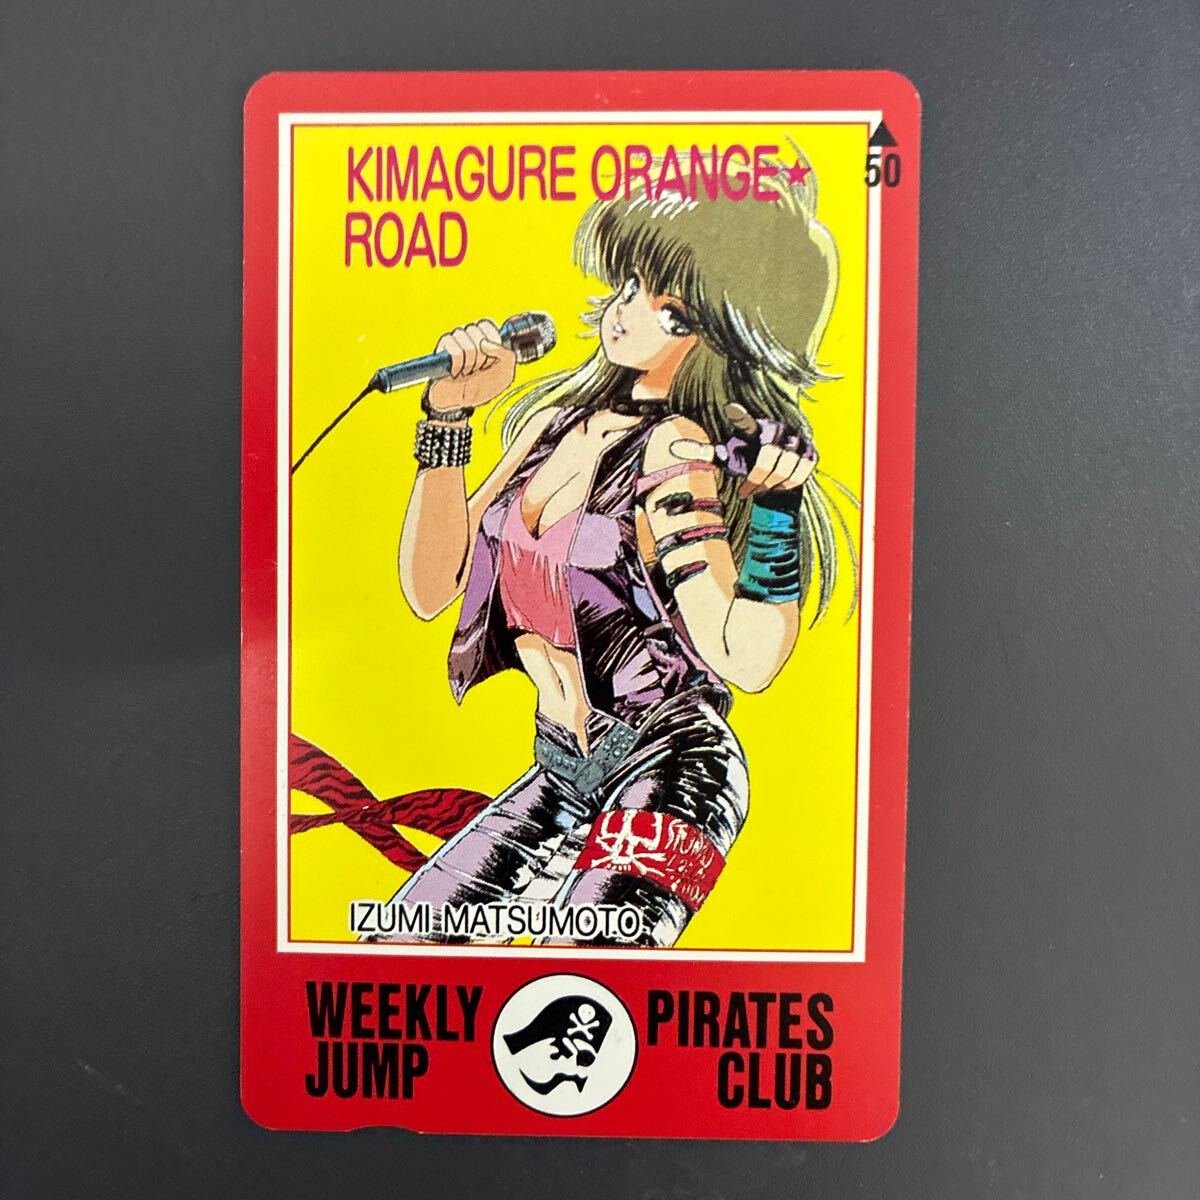 KIMAGURE ORANGE★
ROAD
▲
50
IZUMI MATSUMOTO
WEEKLY
JUMP
PIRATES
CLUB